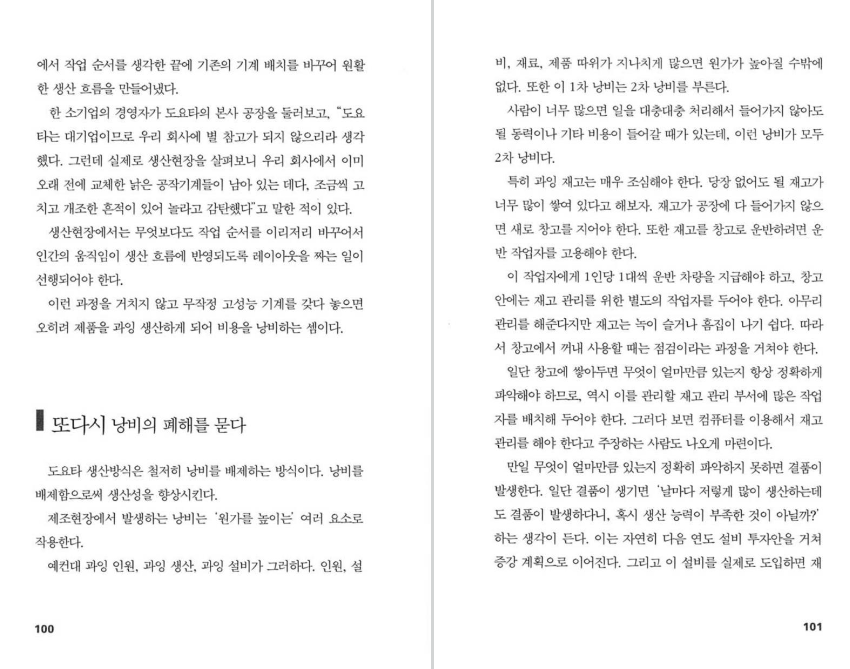 에서 작업 순서를 생각한 끝에 기존의 기계 배치를 바꾸어 원활
한 생산 흐름을 만들어냈다.
한 소기업의 경영자가 도요타의 본사 공장을 둘러보고, “도요
타는 대기업이므로 우리 회사에 별 참고가 되지 않으리라 생각
했다. 그런데 실제로 생산현장을 살펴보니 우리 회사에서 이미
오래 전에 교체한 낡은 공작기계들이 남아 있는 데다, 조금씩 고
치고 개조한 흔적이 있어 놀라고 감탄했다”고 말한 적이 있다.
생산현장에서는 무엇보다도 작업 순서를 이리저리 바꾸어서
인간의 움직임이 생산 흐름에 반영되도록 레이아웃을 짜는 일이
선행되어야 한다.
이런 과정을 거치지 않고 무작정 고성능 기계를 갖다 놓으면
오히려 제품을 과잉 생산하게 되어 비용을 낭비하는 셈이다.
또다시 낭비의 폐해를 묻다
도요타 생산방식은 철저히 낭비를 배제하는 방식이다. 낭비를
배제함으로써 생산성을 향상시킨다.
제조현장에서 발생하는 낭비는 ‘원가를 높이는’ 여러 요소로
작용한다.
예컨대 과잉 인원, 과잉 생산, 과잉 설비가 그러하다. 인원, 설
100
비, 재료, 제품 따위가 지나치게 많으면 원가가 높아질 수밖에
없다. 또한 이 1차 낭비는 2차 낭비를 부른다.
사람이 너무 많으면 일을 대충대충 처리해서 들어가지 않아도
될 동력이나 기타 비용이 들어갈 때가 있는데, 이런 낭비가 모두
2차 낭비다.
특히 과잉 재고는 매우 조심해야 한다. 당장 없어도 될 재고가
너무 많이 쌓여 있다고 해보자. 재고가 공장에 다 들어가지 않으
면 새로 창고를 지어야 한다. 또한 재고를 창고로 운반하려면 운
반 작업자를 고용해야 한다.
이 작업자에게 1인당 1대씩 운반 차량을 지급해야 하고, 창고
안에는 재고 관리를 위한 별도의 작업자를 두어야 한다. 아무리
관리를 해준다지만 재고는 녹이 슬거나 흠집이 나기 쉽다. 따라
서 창고에서 꺼내 사용할 때는 점검이라는 과정을 거쳐야 한다.
일단 창고에 쌓아두면 무엇이 얼마만큼 있는지 항상 정확하게
파악해야 하므로, 역시 이를 관리할 재고 관리 부서에 많은 작업
자를 배치해 두어야 한다. 그러다 보면 컴퓨터를 이용해서 재고
관리를 해야 한다고 주장하는 사람도 나오게 마련이다.
만일 무엇이 얼마만큼 있는지 정확히 파악하지 못하면 결품이
발생한다. 일단 결품이 생기면 ‘날마다 저렇게 많이 생산하는데
도 결품이 발생하다니, 혹시 생산 능력이 부족한 것이 아닐까?’
하는 생각이 든다. 이는 자연히 다음 연도 설비 투자안을 거쳐
증강 계획으로 이어진다. 그리고 이 설비를 실제로 도입하면 재
101